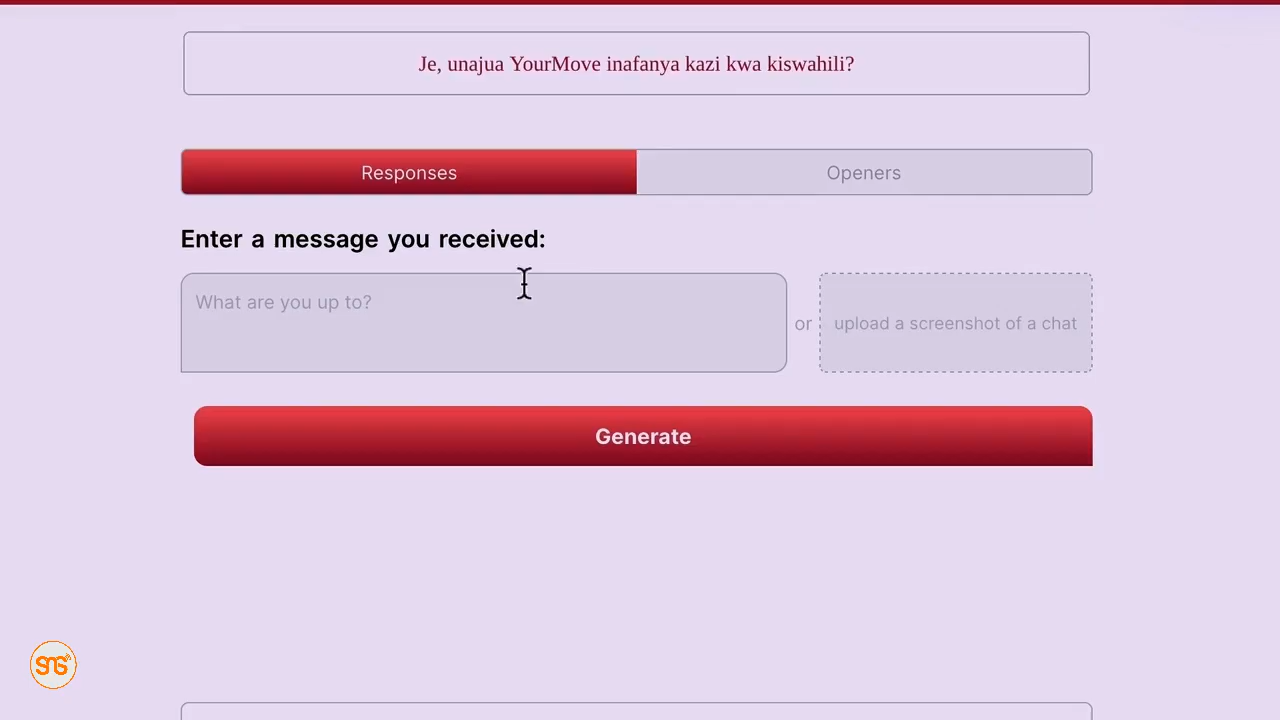 Je, unajua YourMove inafanya kazi kwa kiswahili?
Responses
Openers
Enter a message you received:
What are you up to?
or
upload a screenshot of a chat
Generate
SNS